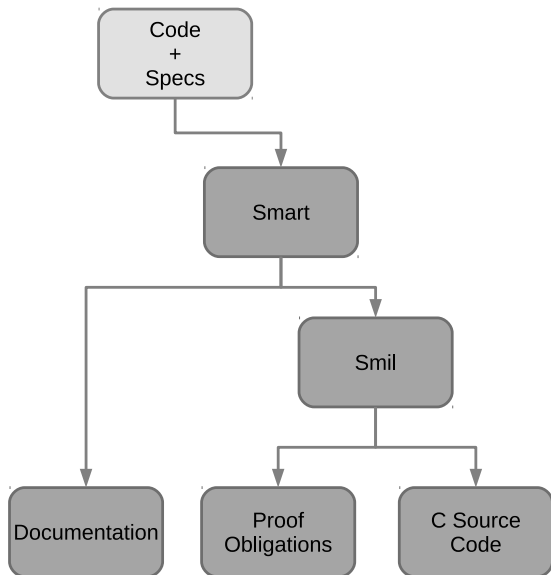 Code
+
Specs
Smart
Smil
Documentation
Proof
Obligations
C Source
Code